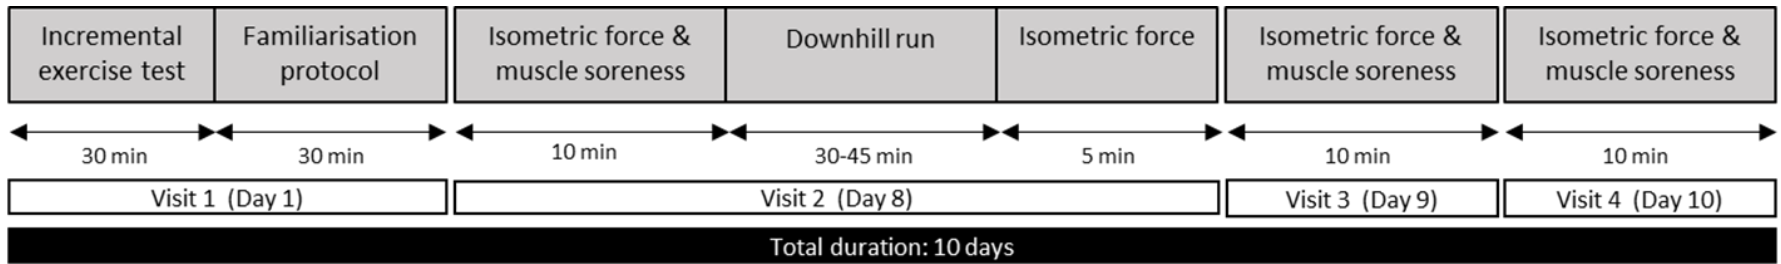 Incremental
exercise test
Familiarisation
protocol
Isometric force &
muscle soreness
Downhill run
Isometric force
Isometric force &
muscle soreness
Isometric force &
muscle soreness
30 min
30 min
10 min
30-45 min
5 min
10 min
10 min
Visit 1 (Day 1)
Visit 2 (Day 8)
Visit 3 (Day 9)
Visit 4 (Day 10)
Total duration: 10 days